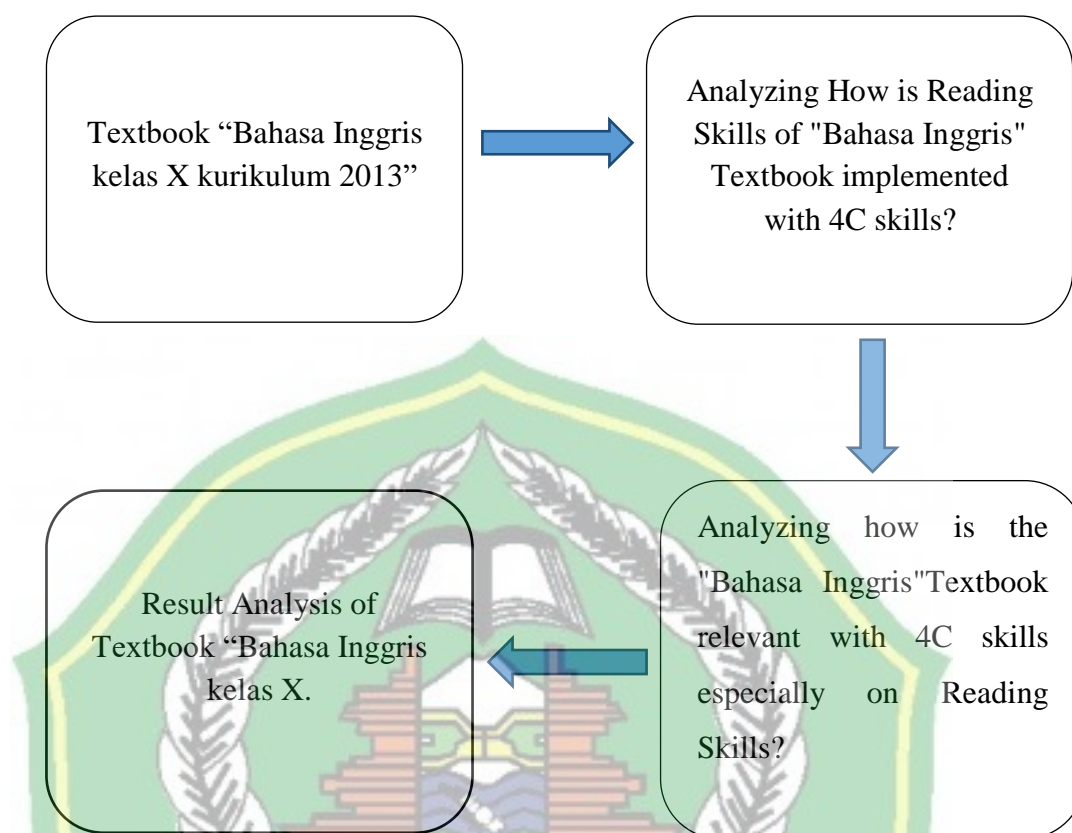 Textbook “Bahasa Inggris
kelas X kurikulum 2013”
Analyzing How is Reading
Skills of "Bahasa Inggris"
Textbook implemented
with 4C skills?
Analyzing how is the
"Bahasa Inggris"Textbook
relevant with 4C skills
especially on Reading
Skills?
Result Analysis of
Textbook “Bahasa Inggris
kelas X.